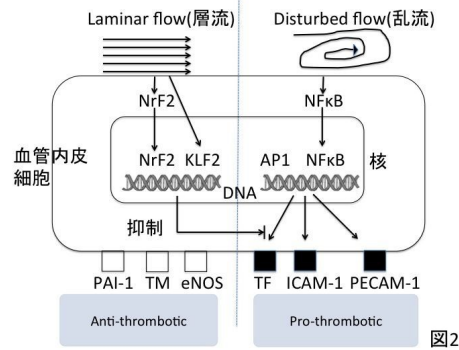 Laminar flow(層流)
Disturbed flow(乱流)
NrF2
NFκB
血管内皮
細胞
NrF2 KLF2
AP1 NFκB
核
DNA
抑制
PAI-1 TM eNOS
TF ICAM-1 PECAM-1
Anti-thrombotic
Pro-thrombotic
図2